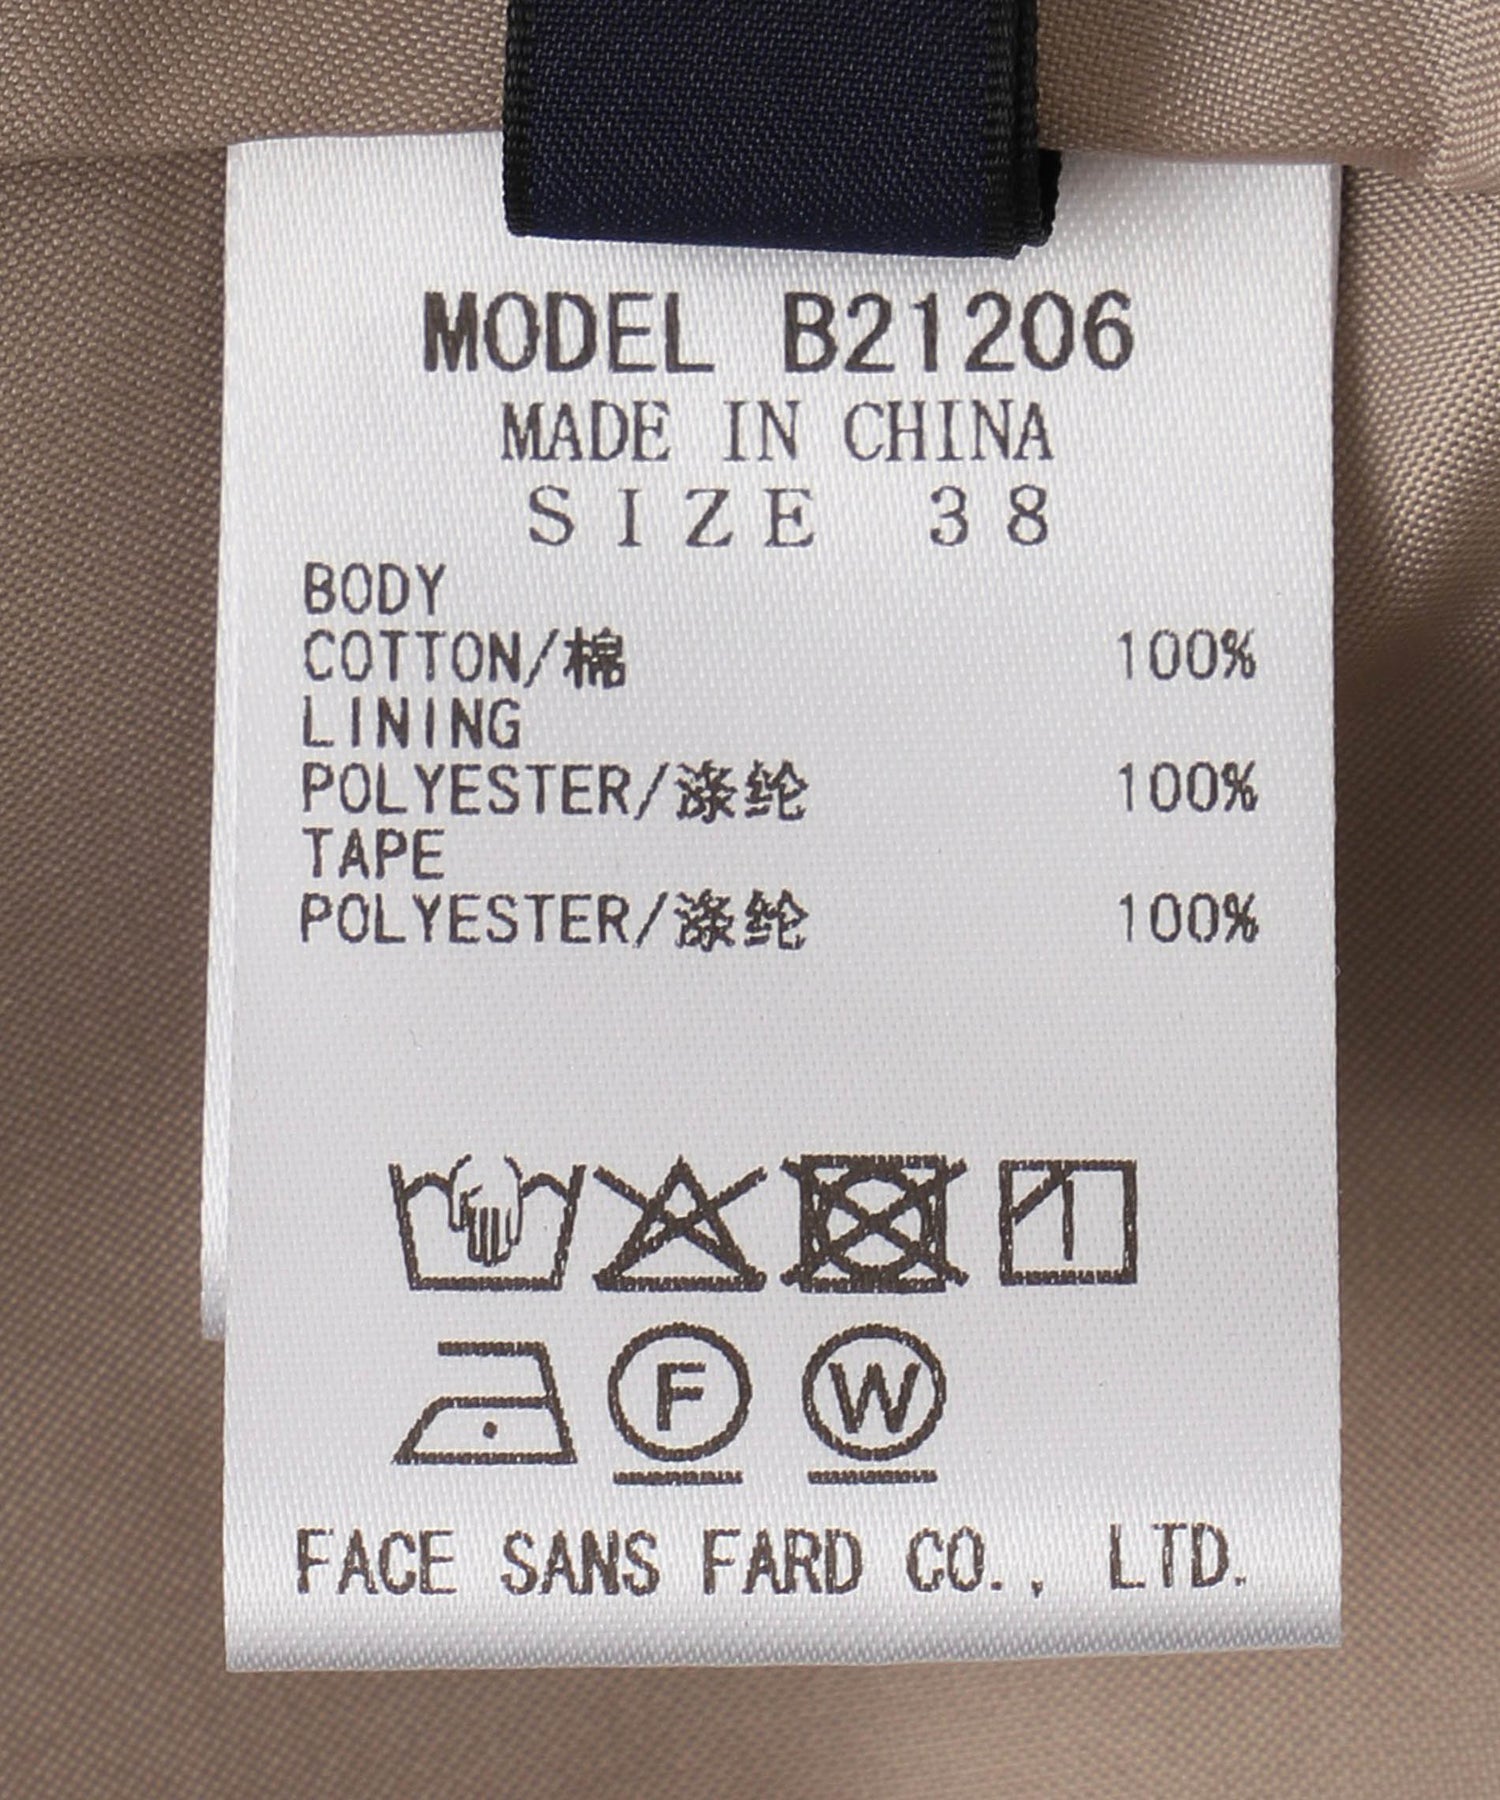 MODEL B21206
MADE IN CHINA
SIZE 38
BODY
COTTON/棉 100%
LINING
POLYESTER/涤纶 100%
TAPE
POLYESTER/涤纶 100%
F W
FACE SANS FARD CO., LTD.